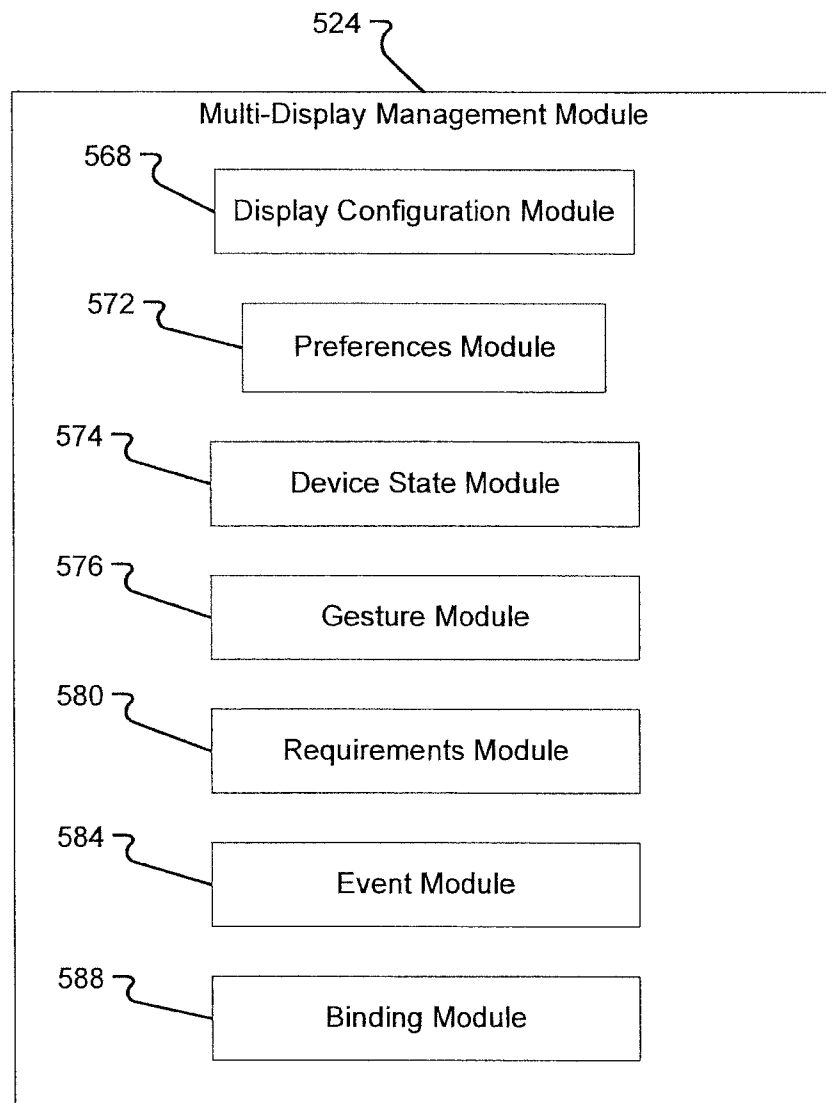 524
Multi-Display Management Module
568
Display Configuration Module
572
Preferences Module
574
Device State Module
576
Gesture Module
580
Requirements Module
584
Event Module
588
Binding Module